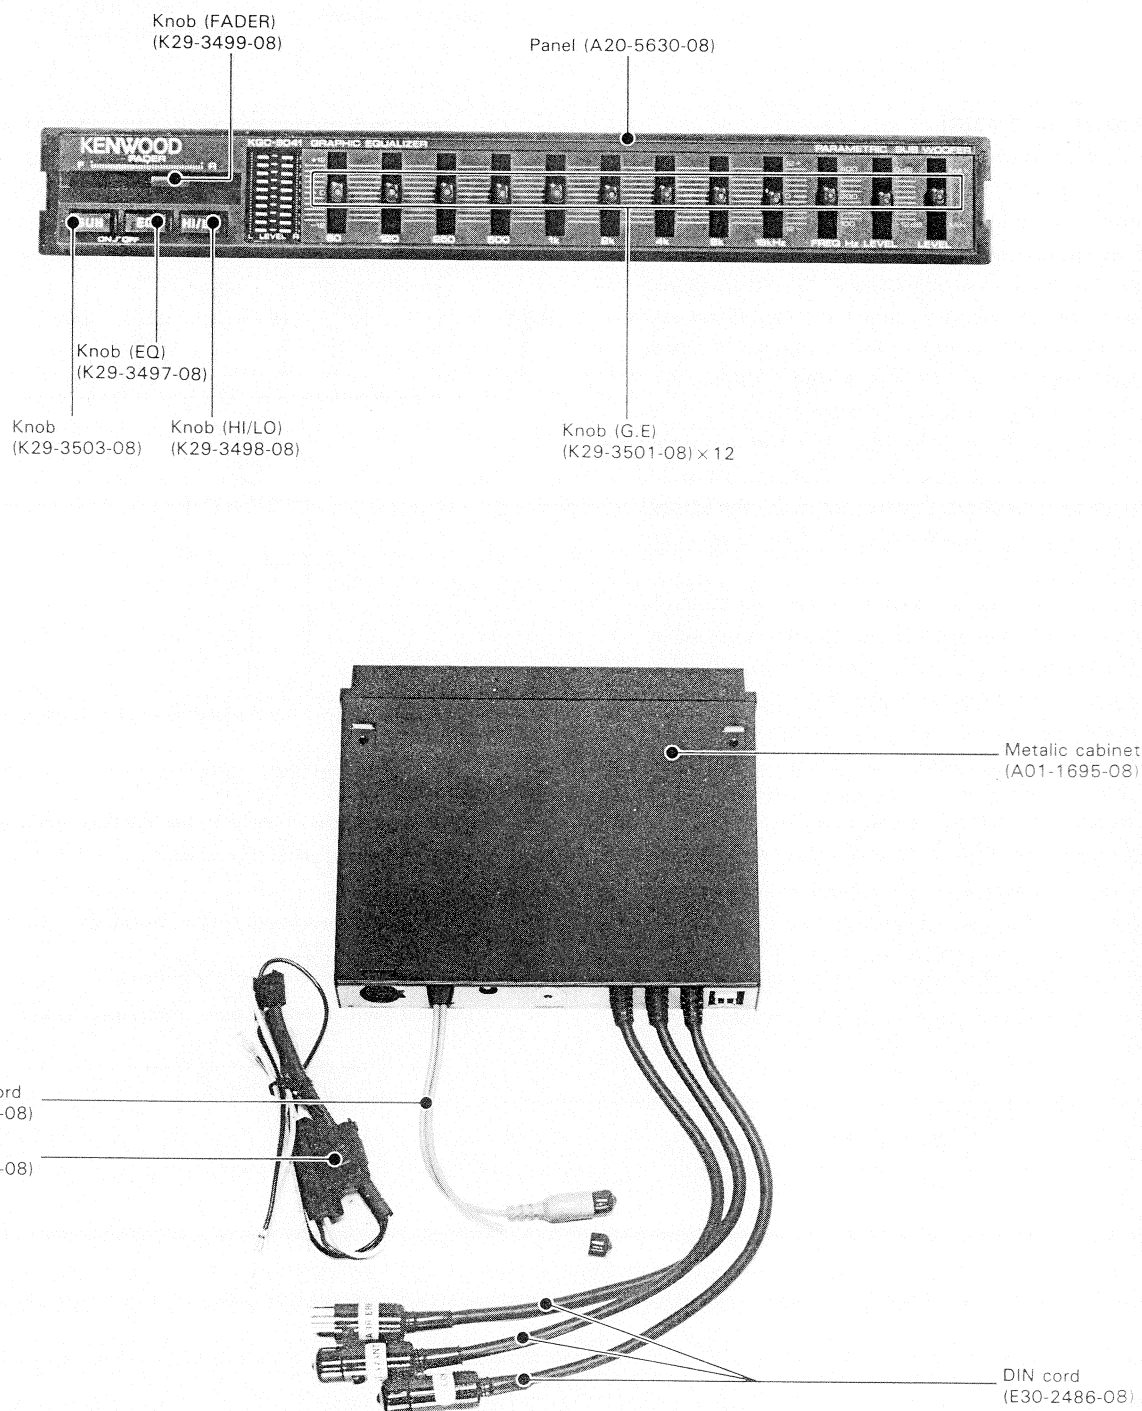 Knob (FADER)
(K29-3499-08)
Panel (A20-5630-08)
KENWOOD
FADER
F R
KGC-9041 GRAPHIC EQUALIZER
PARAMETRIC SUB WOOFER
HI/
ON/OFF
LEVEL
60 500 1k 2k 4k 8k 16kHz FREQ Hz LEVEL LEVEL
Knob (EQ)
(K29-3497-08)
Knob
(K29-3503-08)
Knob (HI/LO)
(K29-3498-08)
Knob (G.E)
(K29-3501-08)×12
Metalic cabinet
(A01-1695-08)
ord
-08)
-08)
DIN cord
(E30-2486-08)